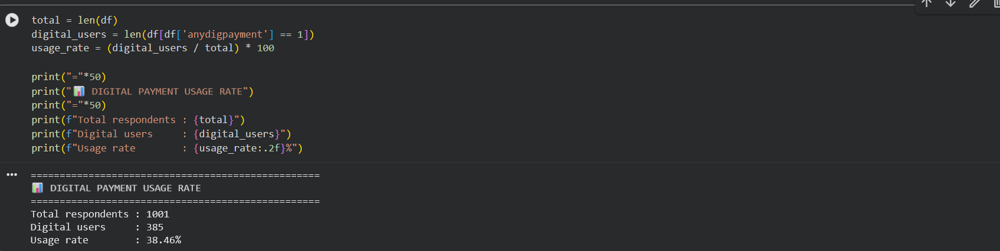 total = len(df)
digital_users = len(df[df['anydigpayment'] == 1])
usage_rate = (digital_users / total) * 100
print("="*50)
print("📊 DIGITAL PAYMENT USAGE RATE")
print("="*50)
print(f"Total respondents : {total}")
print(f"Digital users     : {digital_users}")
print(f"Usage rate        : {usage_rate:.2f}%")
==================================================
📊 DIGITAL PAYMENT USAGE RATE
==================================================
Total respondents : 1001
Digital users     : 385
Usage rate        : 38.46%